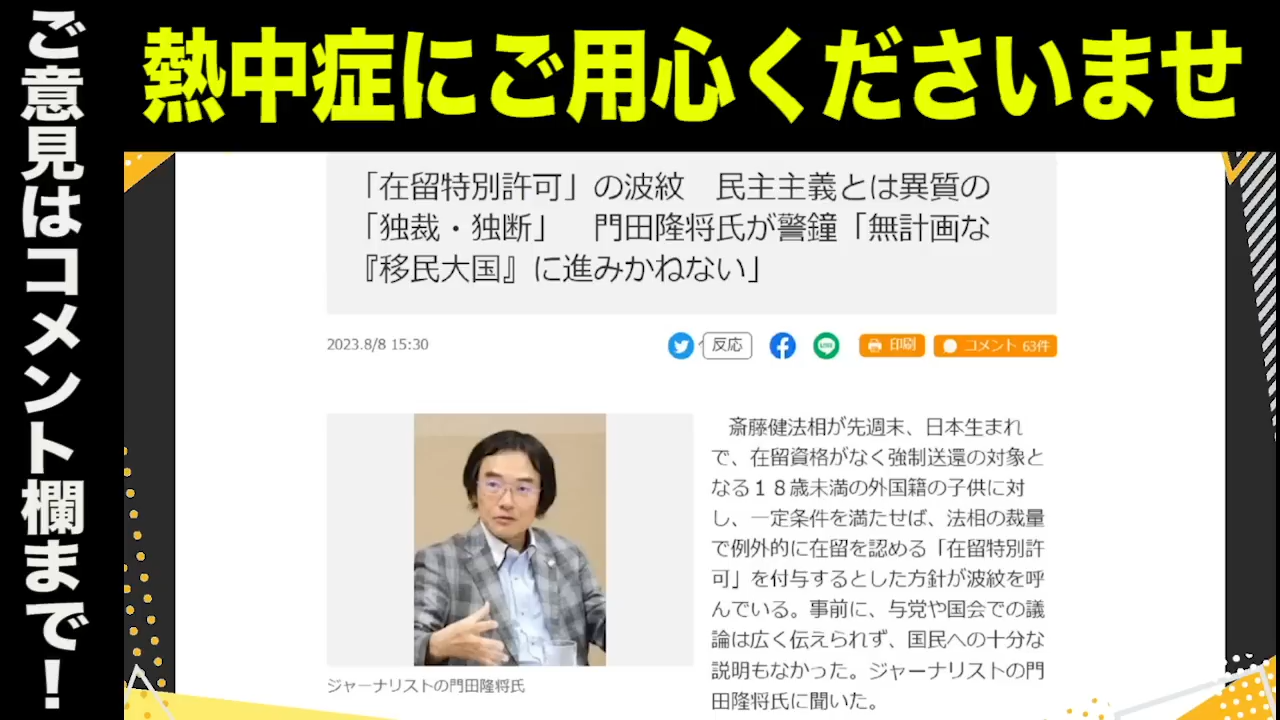 熱中症にご用心くださいませ
ご意見はコメント欄まで！
「在留特別許可」の波紋　民主主義とは異質の
「独裁・独断」　門田隆将氏が警鐘「無計画な
『移民大国』に進みかねない」
2023.8/8 15:30
反応
印刷
コメント 63件
斎藤健法相が先週末、日本生まれ
で、在留資格がなく強制送還の対象と
なる１８歳未満の外国籍の子供に対
し、一定条件を満たせば、法相の裁量
で例外的に在留を認める「在留特別許
可」を付与するとした方針が波紋を呼
んでいる。事前に、与党や国会での議
論は広く伝えられず、国民への十分な
説明もなかった。ジャーナリストの門
田隆将氏に聞いた。
ジャーナリストの門田隆将氏